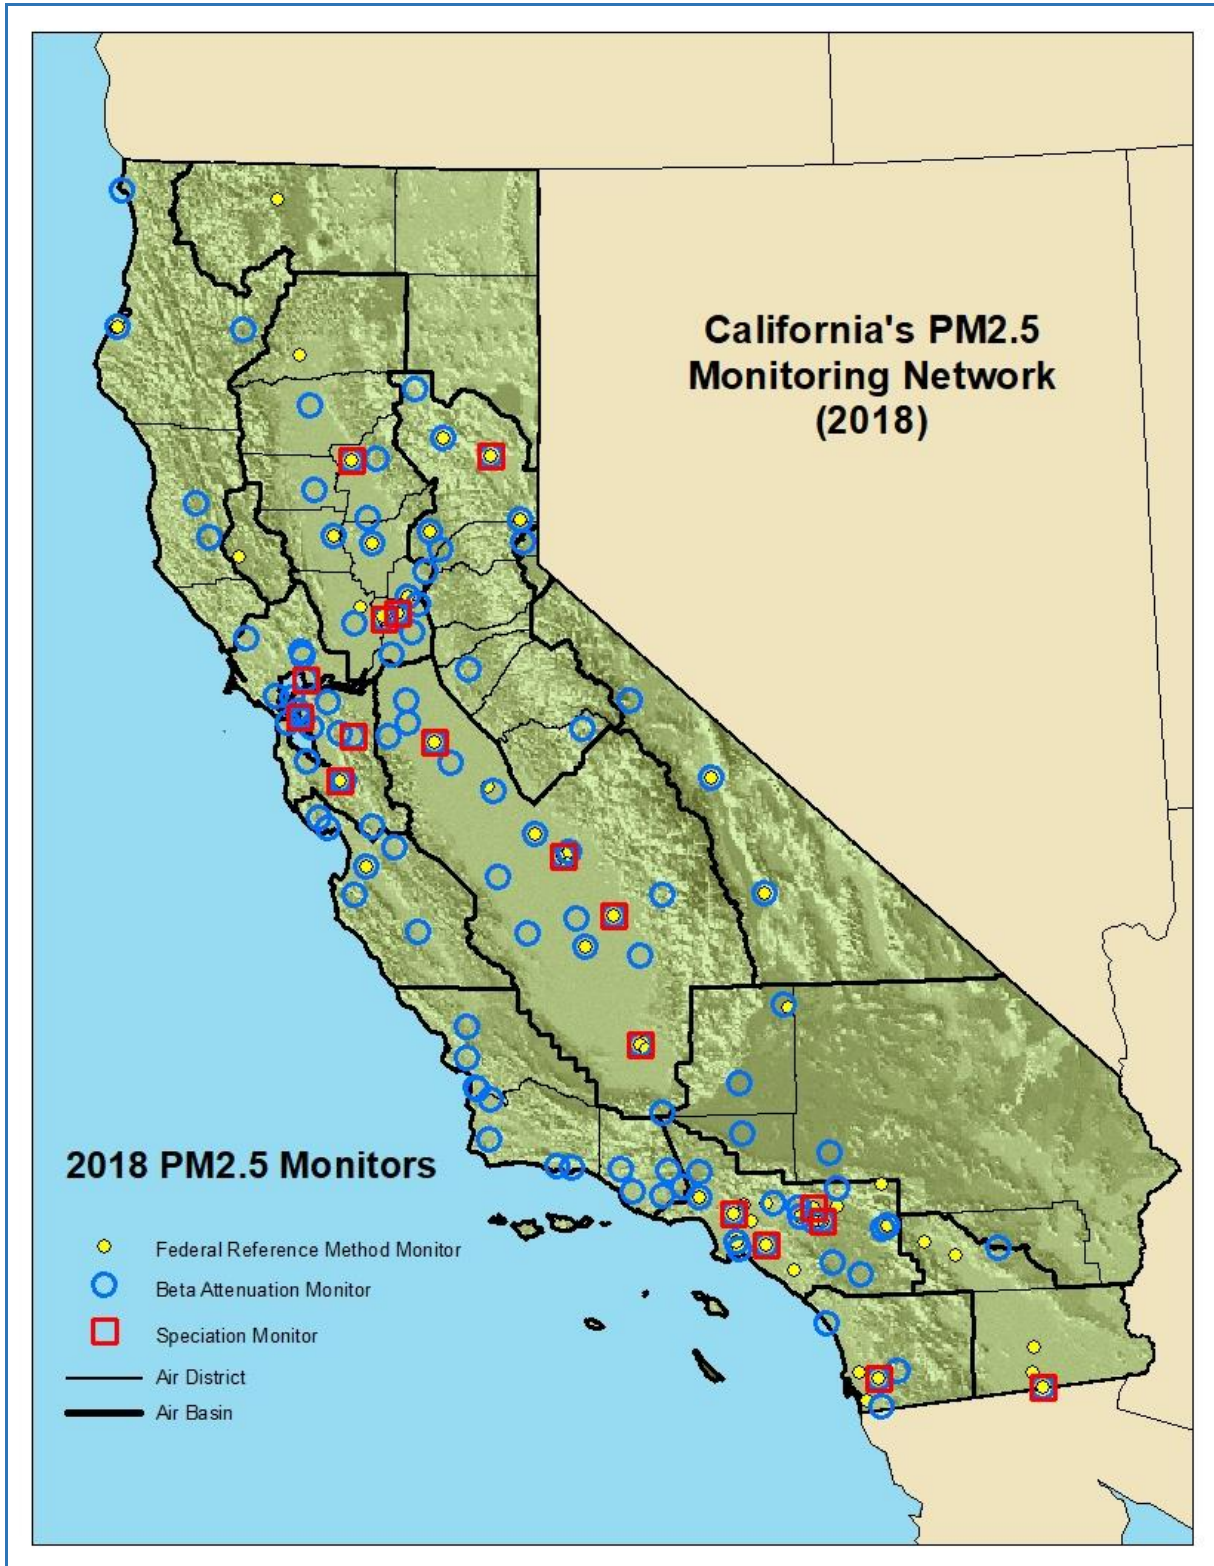 California's PM2.5
Monitoring Network
(2018)
2018 PM2.5 Monitors
Federal Reference Method Monitor
Beta Attenuation Monitor
Speciation Monitor
Air District
Air Basin